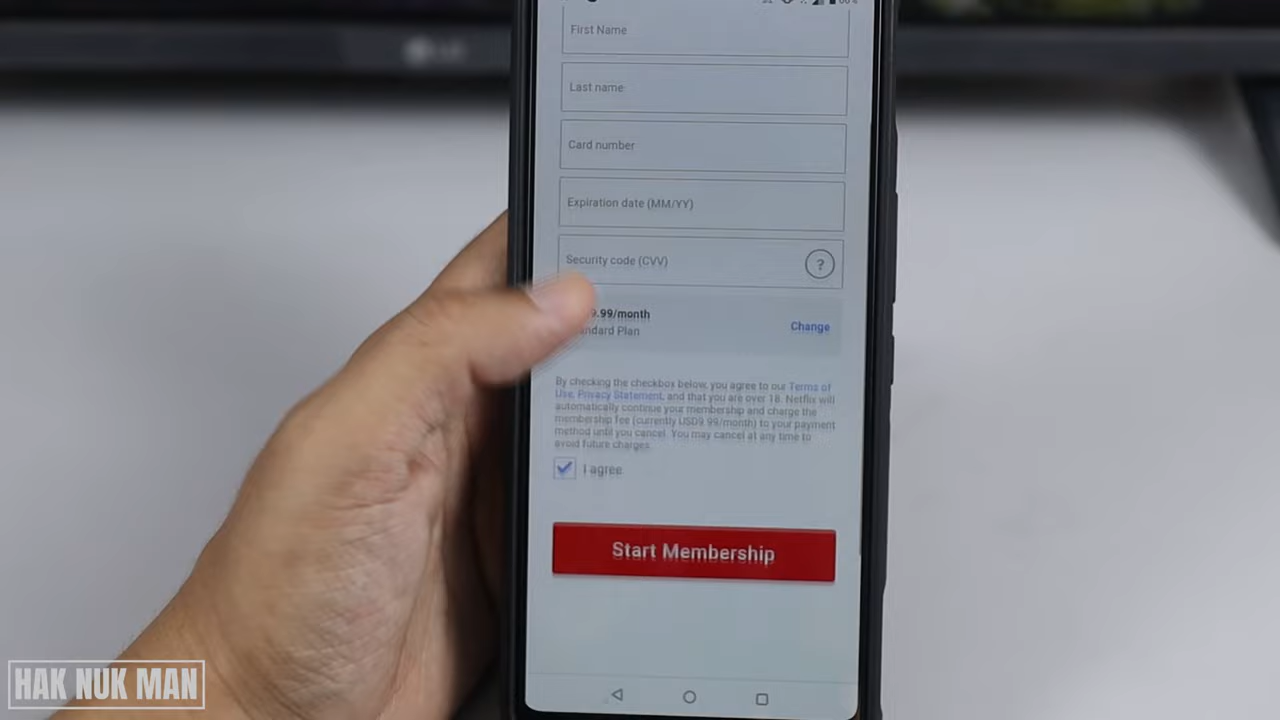 LG
First Name
Last name
Card number
Expiration date (MM/YY)
Security code (CVV)
?
9.99/month
Plan
Change
By checking the checkbox below, you agree to our Terms of
Use, Privacy Statement, and that you are over 18. Netflix will
automatically continue your membership and charge the
membership fee (currently USD9.99/month) to your payment
method until you cancel. You may cancel at any time to
avoid future charges.
I agree
Start Membership
HAK NUK MAN